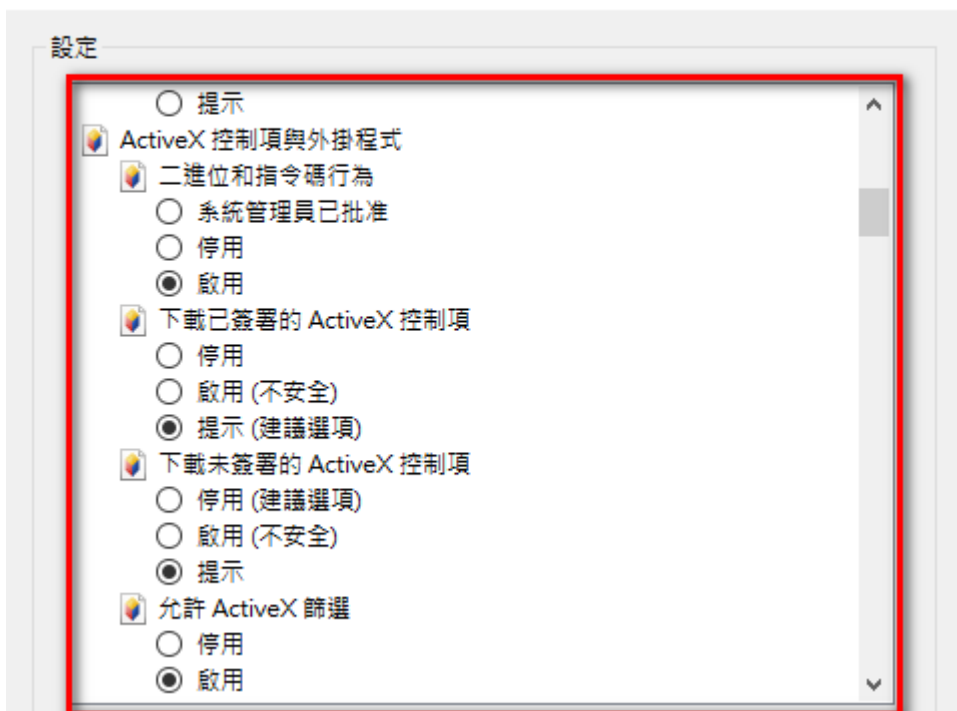 設定
提示
ActiveX 控制項與外掛程式
二進位和指令碼行為
系統管理員已批准
停用
啟用
下載已簽署的 ActiveX 控制項
停用
啟用 (不安全)
提示 (建議選項)
下載未簽署的 ActiveX 控制項
停用 (建議選項)
啟用 (不安全)
提示
允許 ActiveX 篩選
停用
啟用